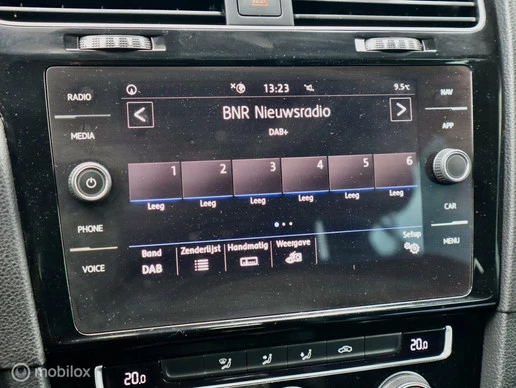 RADIO
MEDIA
PHONE
VOICE
NAV
APP
CAR
MENU
13:23
9.5°C
BNR Nieuwsradio
DAB+
1 2 3 4 5 6
Leeg Leeg Leeg Leeg Leeg Leeg
Band Zenderlijst Handmatig Weergave Setup
DAB
20.0 20.0
mobilox